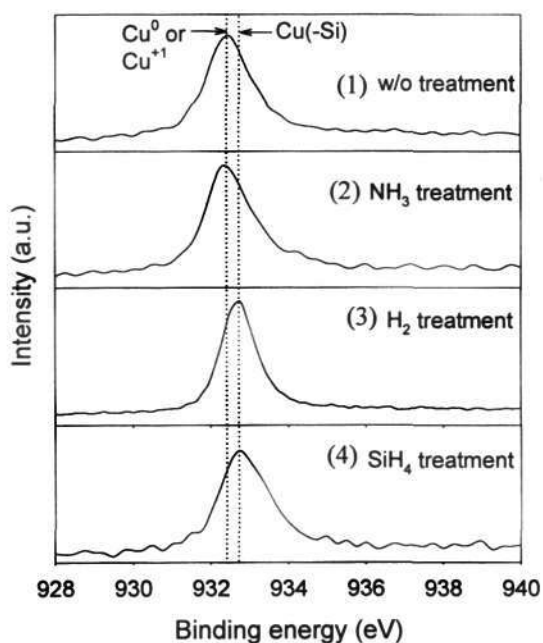 Cu⁰ or
Cu⁺¹
Cu(-Si)
(1) w/o treatment
(2) NH₃ treatment
(3) H₂ treatment
(4) SiH₄ treatment
Intensity (a.u.)
928 930 932 934 936 938 940
Binding energy (eV)